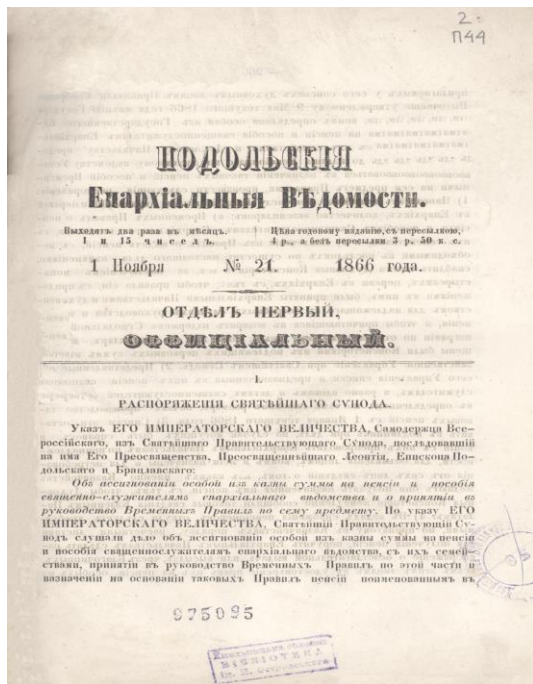 2:
П44
ПОДОЛЬСКІЯ
Епархіальныя Вѣдомости.
Выходятъ два раза въ мѣсяцъ. Цѣна годовому изданію, съ пересылкою,
1 и 15 чиселъ. 4 р., а безъ пересылки 3 р. 50 к. с.
1 Ноября № 21. 1866 года.
ОТДѢЛЪ ПЕРВЫЙ,
ОФФИЦІАЛЬНЫЙ.
I.
РАСПОРЯЖЕНІЯ СВЯТѢЙШАГО СѴНОДА.
Указъ ЕГО ИМПЕРАТОРСКАГО ВЕЛИЧЕСТВА, Самодержца Все-
россійскаго, изъ Святѣйшаго Правительствующаго Сѵнода, послѣдовавшій
на имя Его Преосвященства, Преосвященнѣйшаго Леонтія, Епископа По-
дольскаго и Брацлавскаго:
Объ ассигнованіи особой изъ казны суммы на пенсіи и пособія
священно-служителямъ епархіальнаго вѣдомства и о принятіи въ
руководство Временныхъ Правилъ по сему предмету. По указу ЕГО
ИМПЕРАТОРСКАГО ВЕЛИЧЕСТВА, Святѣйшій Правительствующій Сѵ-
нодъ слушали дѣло объ ассигнованіи особой изъ казны суммы на пенсіи
и пособія священнослужителямъ епархіальнаго вѣдомства, съ ихъ семей-
ствами, принятіи въ руководство Временныхъ Правилъ по этой части и
назначеніи на основаніи таковыхъ Правилъ пенсій поименованнымъ въ
975095